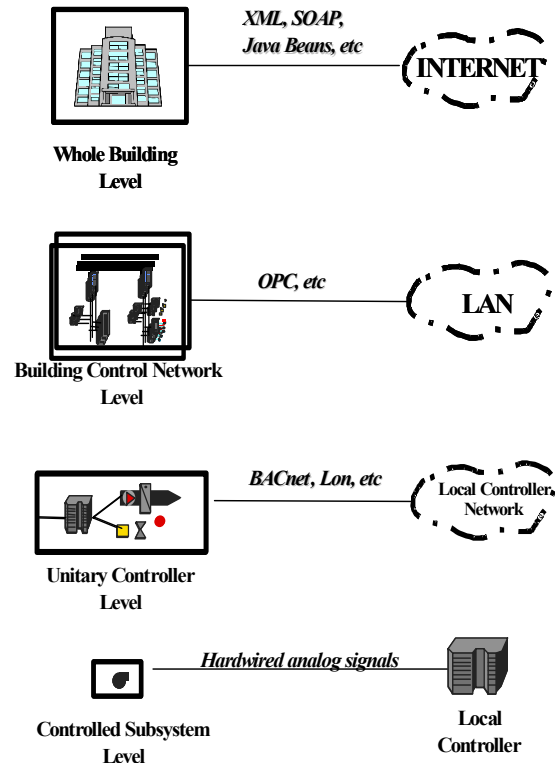 XML, SOAP,
Java Beans, etc
INTERNET
Whole Building
Level
OPC, etc
LAN
Building Control Network
Level
BACnet, Lon, etc
Local Controller
Network
Unitary Controller
Level
Hardwired analog signals
Controlled Subsystem
Level
Local
Controller